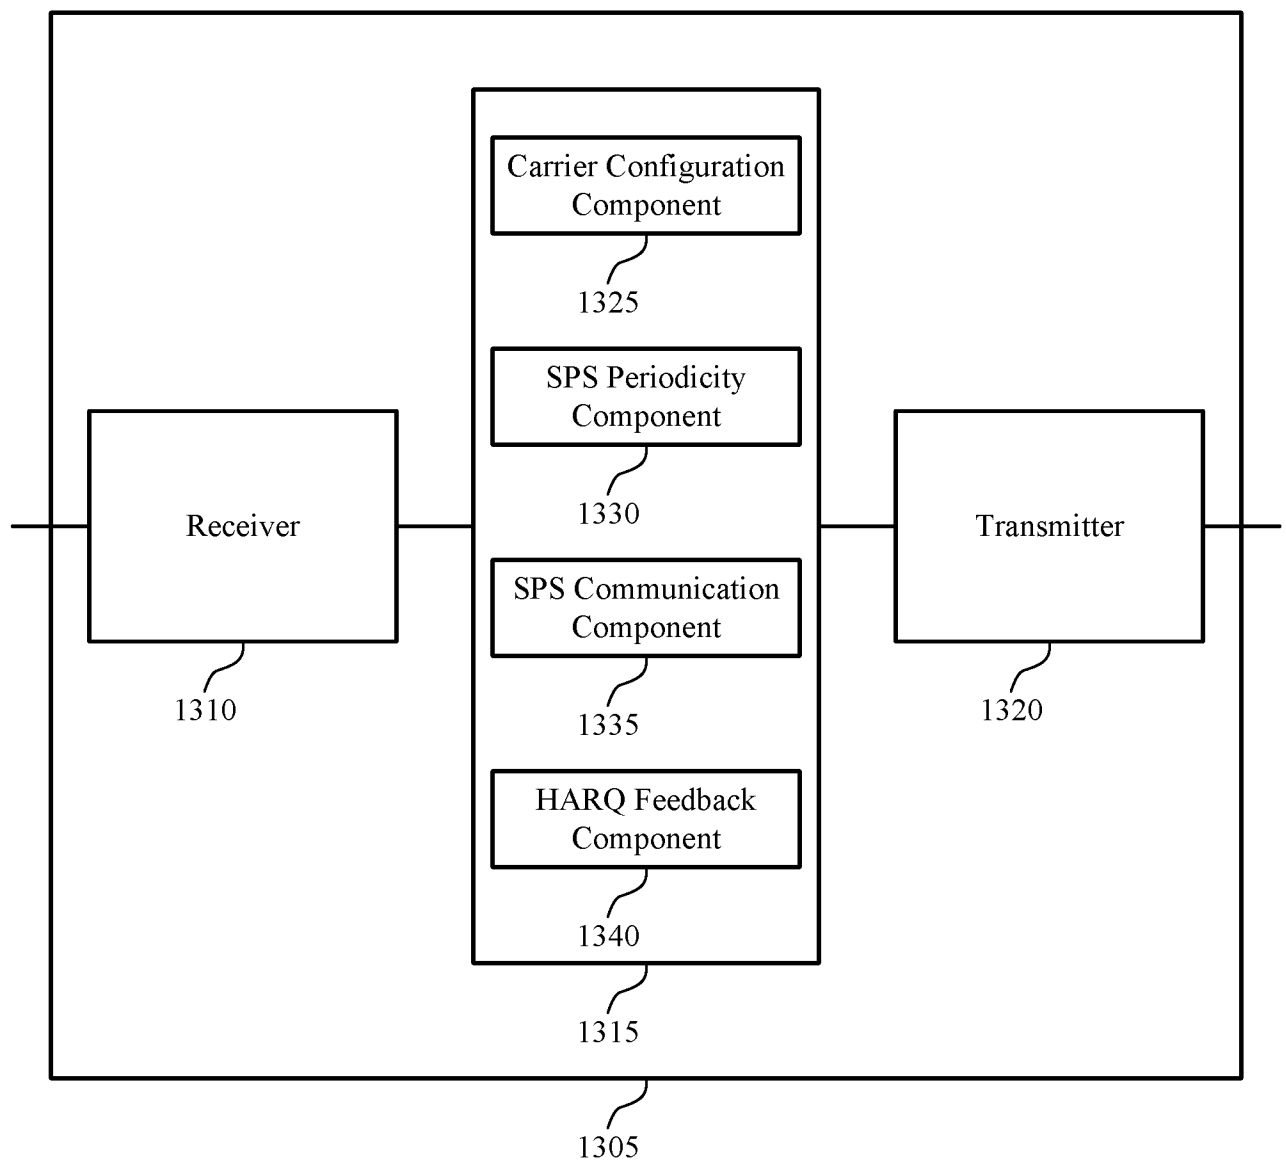 Carrier Configuration
Component
1325
SPS Periodicity
Component
1330
Receiver
1310
SPS Communication
Component
1335
Transmitter
1320
HARQ Feedback
Component
1340
1315
1305